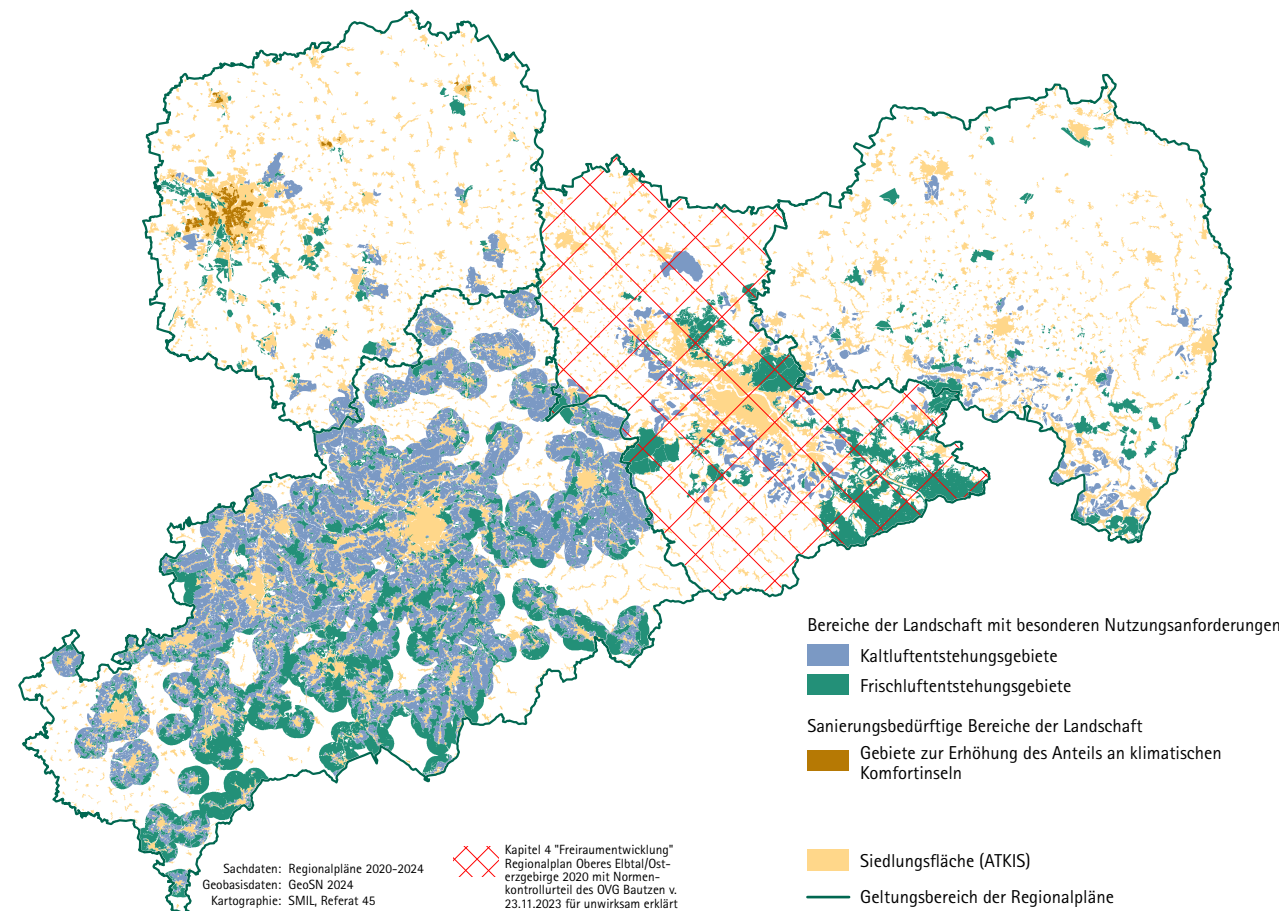 Bereiche der Landschaft mit besonderen Nutzungsanforderungen
Kaltluftentstehungsgebiete
Frischluftentstehungsgebiete
Sanierungsbedürftige Bereiche der Landschaft
Gebiete zur Erhöhung des Anteils an klimatischen
Komfortinseln
Siedlungsfläche (ATKIS)
Geltungsbereich der Regionalpläne
Kapitel 4 "Freiraumentwicklung"
Regionalplan Oberes Elbtal/Ost-
erzgebirge 2020 mit Normen-
kontrollurteil des OVG Bautzen v.
23.11.2023 für unwirksam erklärt
Sachdaten: Regionalpläne 2020-2024
Geobasisdaten: GeoSN 2024
Kartographie: SMIL, Referat 45